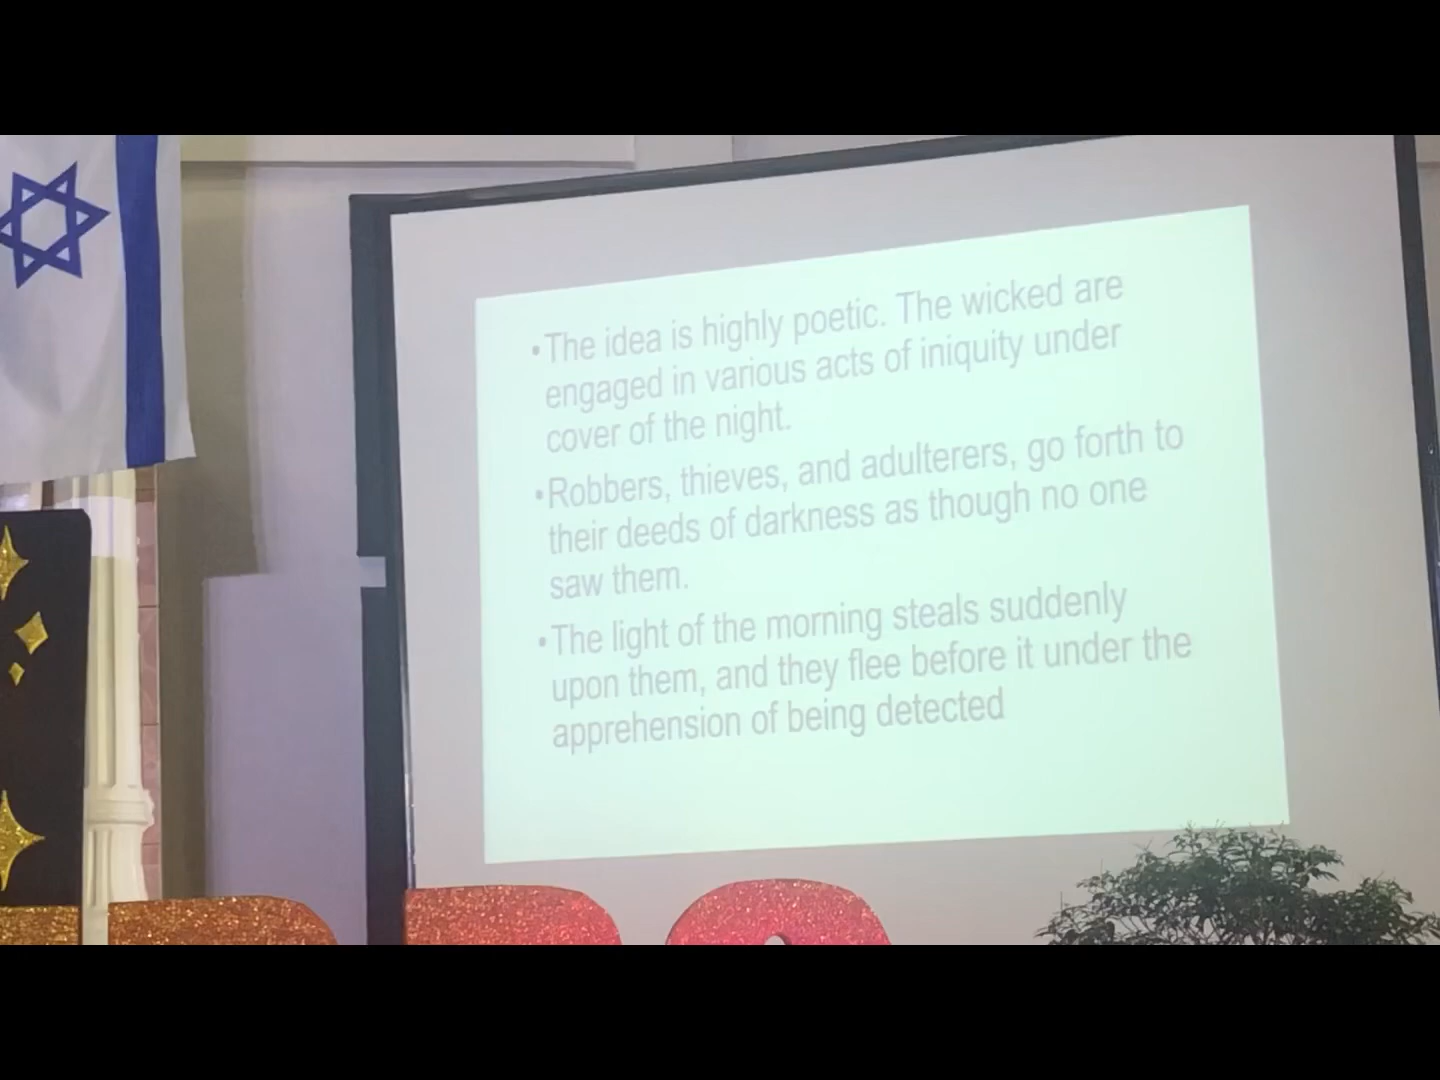 •The idea is highly poetic. The wicked are
engaged in various acts of iniquity under
cover of the night.
•Robbers, thieves, and adulterers, go forth to
their deeds of darkness as though no one
saw them.
•The light of the morning steals suddenly
upon them, and they flee before it under the
apprehension of being detected